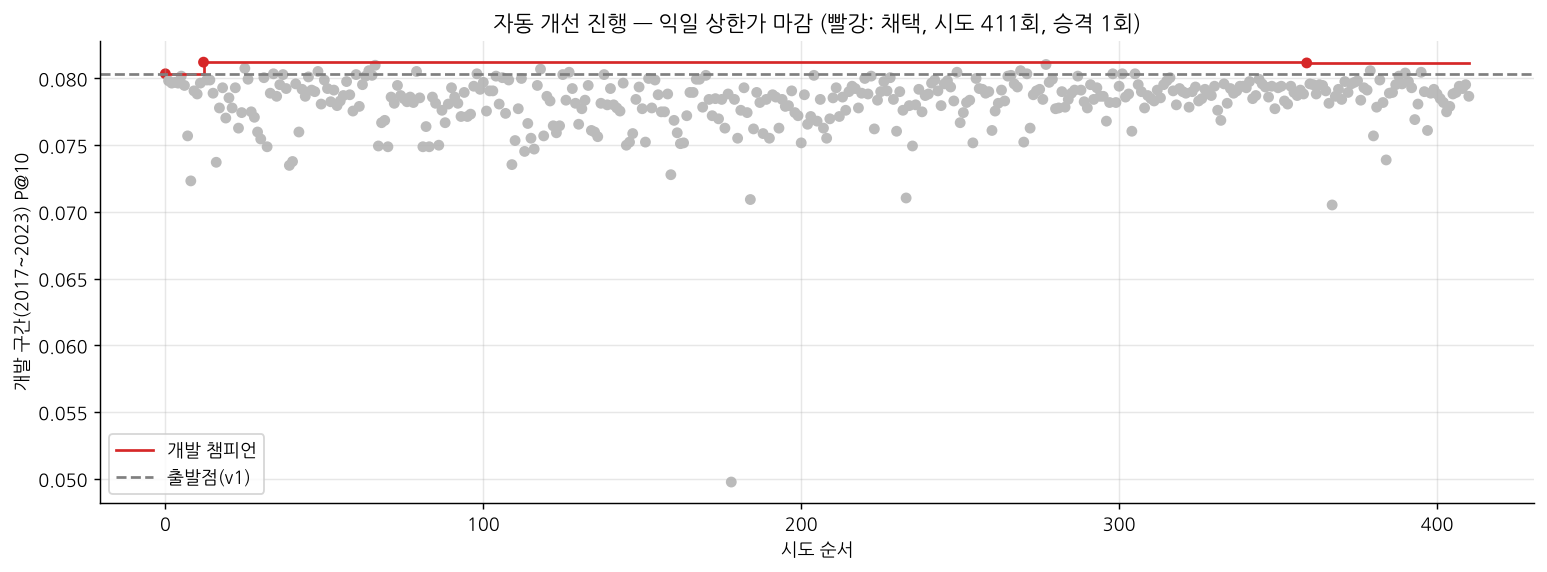 자동 개선 진행 — 익일 상한가 마감 (빨강: 채택, 시도 411회, 승격 1회)
개발 구간(2017~2023) P@10
0.080
0.075
0.070
0.065
0.060
0.055
0.050
개발 챔피언
출발점(v1)
0
100
200
300
400
시도 순서